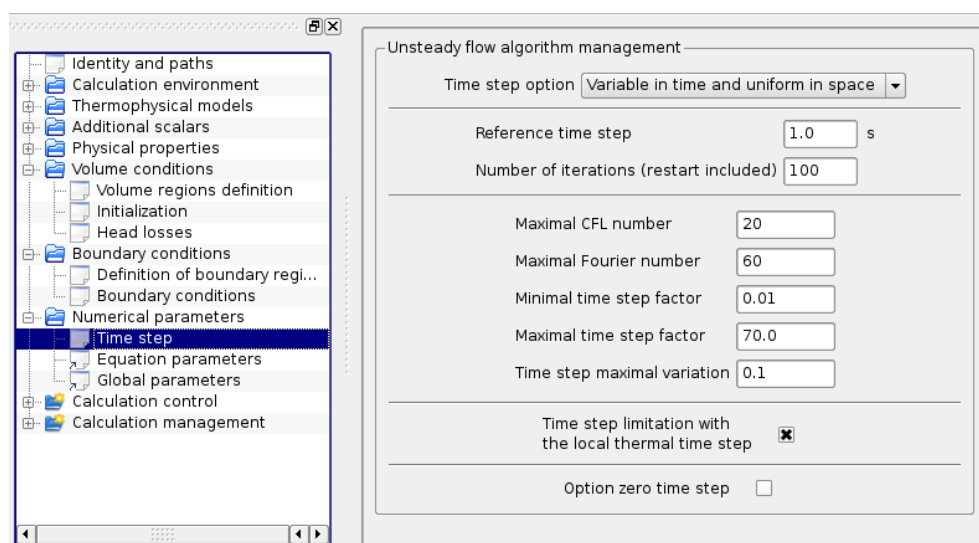 Identity and paths
Calculation environment
Thermophysical models
Additional scalars
Physical properties
Volume conditions
Volume regions definition
Initialization
Head losses
Boundary conditions
Definition of boundary regi...
Boundary conditions
Numerical parameters
Time step
Equation parameters
Global parameters
Calculation control
Calculation management
Unsteady flow algorithm management
Time step option Variable in time and uniform in space
Reference time step 1.0 s
Number of iterations (restart included) 100
Maximal CFL number 20
Maximal Fourier number 60
Minimal time step factor 0.01
Maximal time step factor 70.0
Time step maximal variation 0.1
Time step limitation with
the local thermal time step
Option zero time step